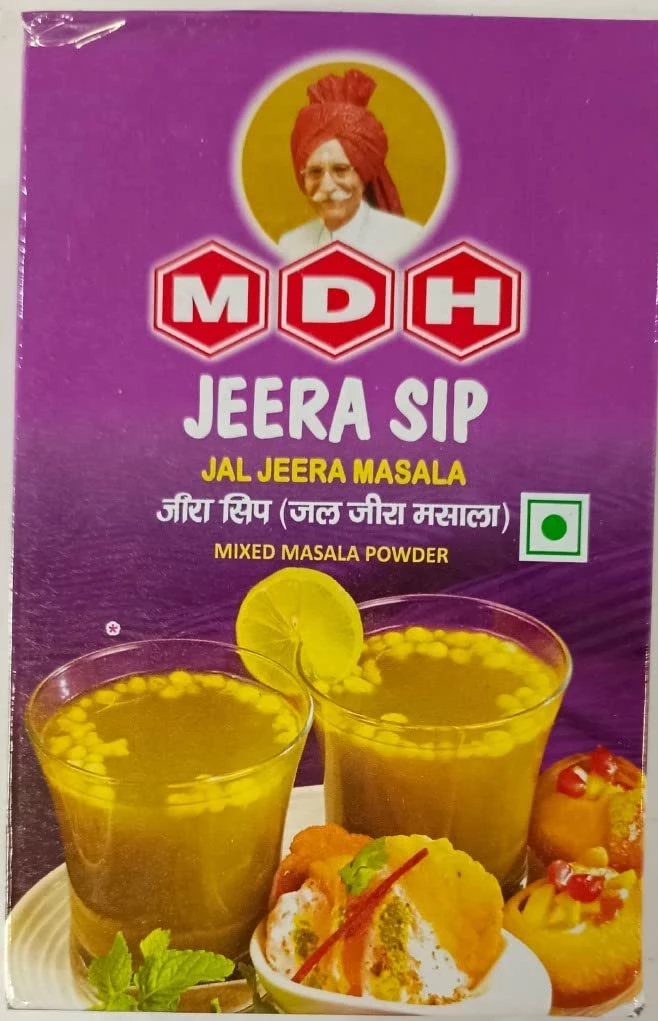 MDH
JEERA SIP
JAL JEERA MASALA
जीरा सिप (जल जीरा मसाला)
MIXED MASALA POWDER
*